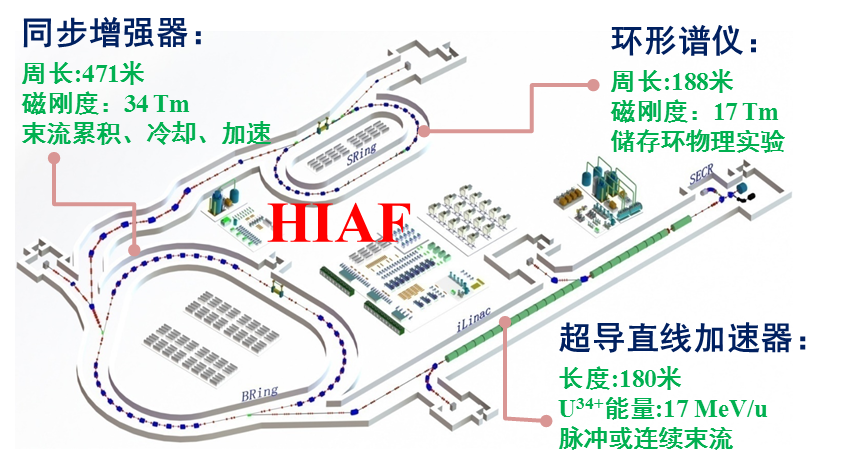 同步增强器：
周长:471米
磁刚度：34 Tm
束流累积、冷却、加速
环形谱仪：
周长:188米
磁刚度：17 Tm
储存环物理实验
SRing
SECR
HIAF
iLinac
BRing
超导直线加速器：
长度:180米
U³⁴⁺能量:17 MeV/u
脉冲或连续束流